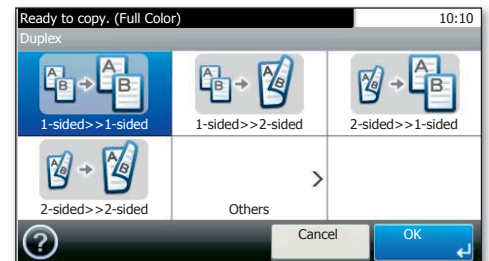 Ready to copy. (Full Color) 10:10
Duplex
A B A B
A B A B
A B A B
1-sided>>1-sided 1-sided>>2-sided 2-sided>>1-sided
A B A B
2-sided>>2-sided Others
? Cancel OK